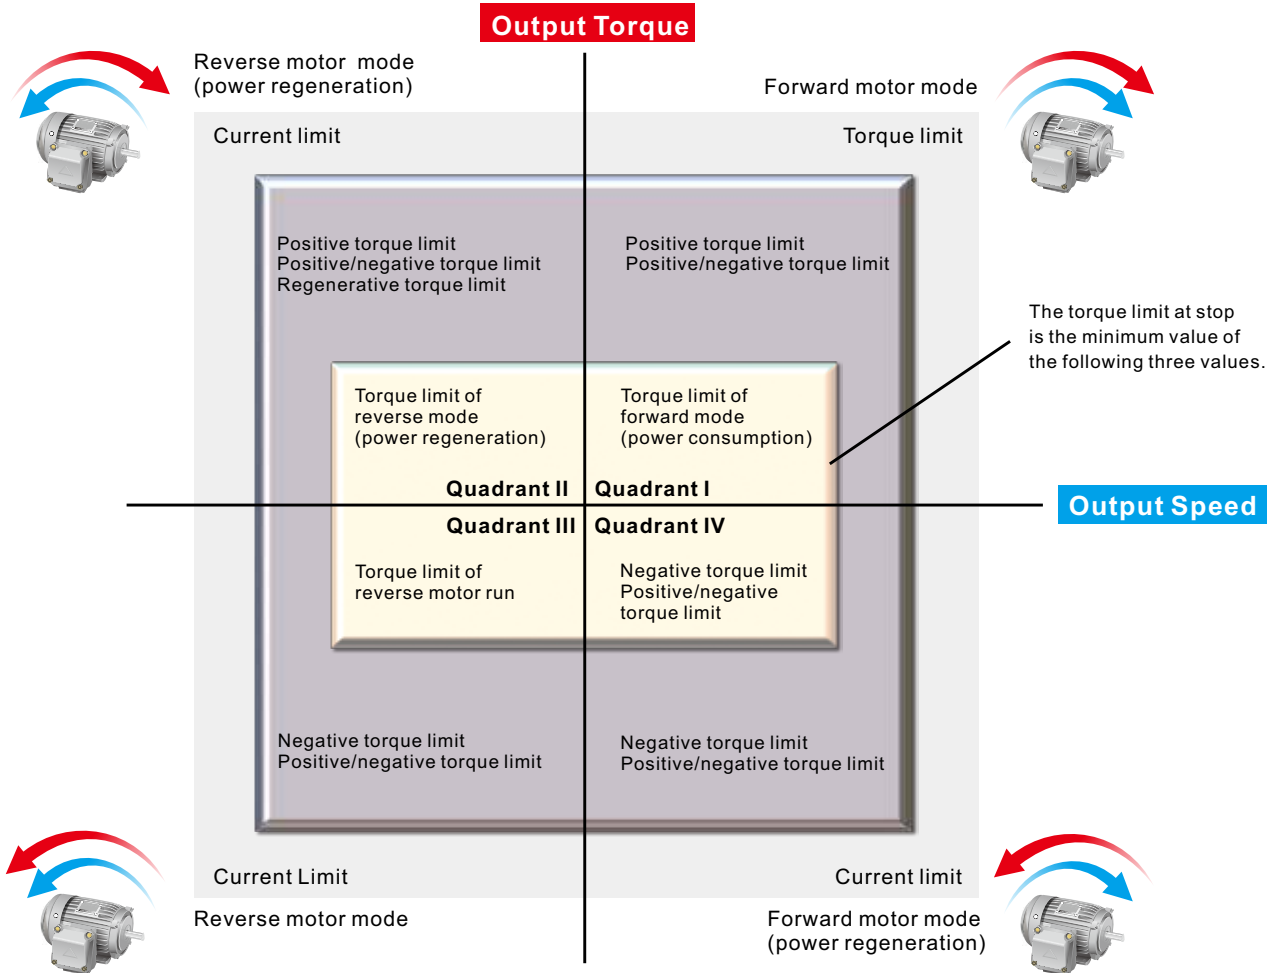 Output Torque
Reverse motor mode
(power regeneration)
Forward motor mode
Current limit
Torque limit
Positive torque limit
Positive/negative torque limit
Regenerative torque limit
Positive torque limit
Positive/negative torque limit
The torque limit at stop
is the minimum value of
the following three values.
Torque limit of
reverse mode
(power regeneration)
Torque limit of
forward mode
(power consumption)
Quadrant II
Quadrant I
Output Speed
Quadrant III
Quadrant IV
Torque limit of
reverse motor run
Negative torque limit
Positive/negative
torque limit
Negative torque limit
Positive/negative torque limit
Negative torque limit
Positive/negative torque limit
Current Limit
Current limit
Reverse motor mode
Forward motor mode
(power regeneration)